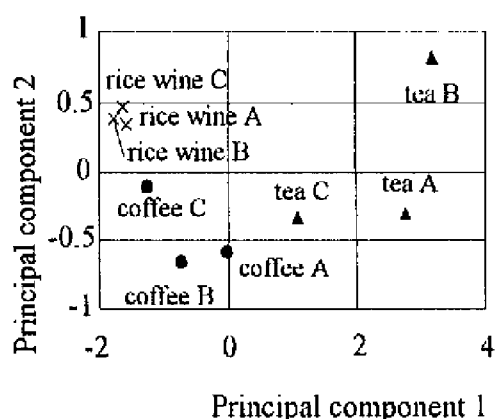 1
rice wine C
tea B
0.5
rice wine A
rice wine B
0
tea C
tea A
coffee C
-0.5
coffee A
coffee B
-1
-2
0
2
4
Principal component 2
Principal component 1